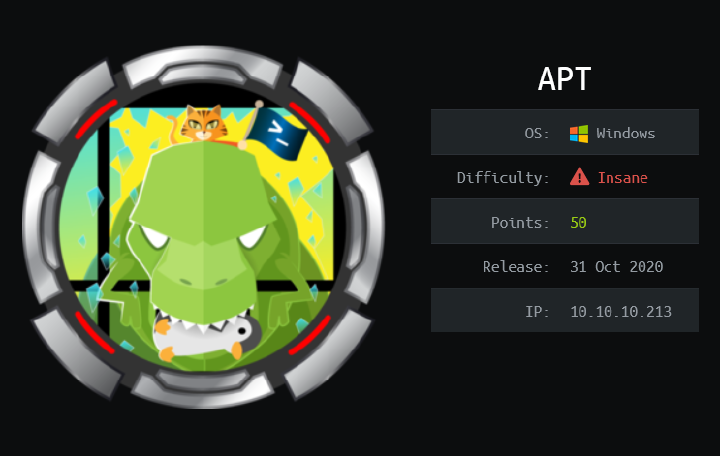 APT
OS: Windows
Difficulty: Insane
Points: 50
Release: 31 Oct 2020
IP: 10.10.10.213